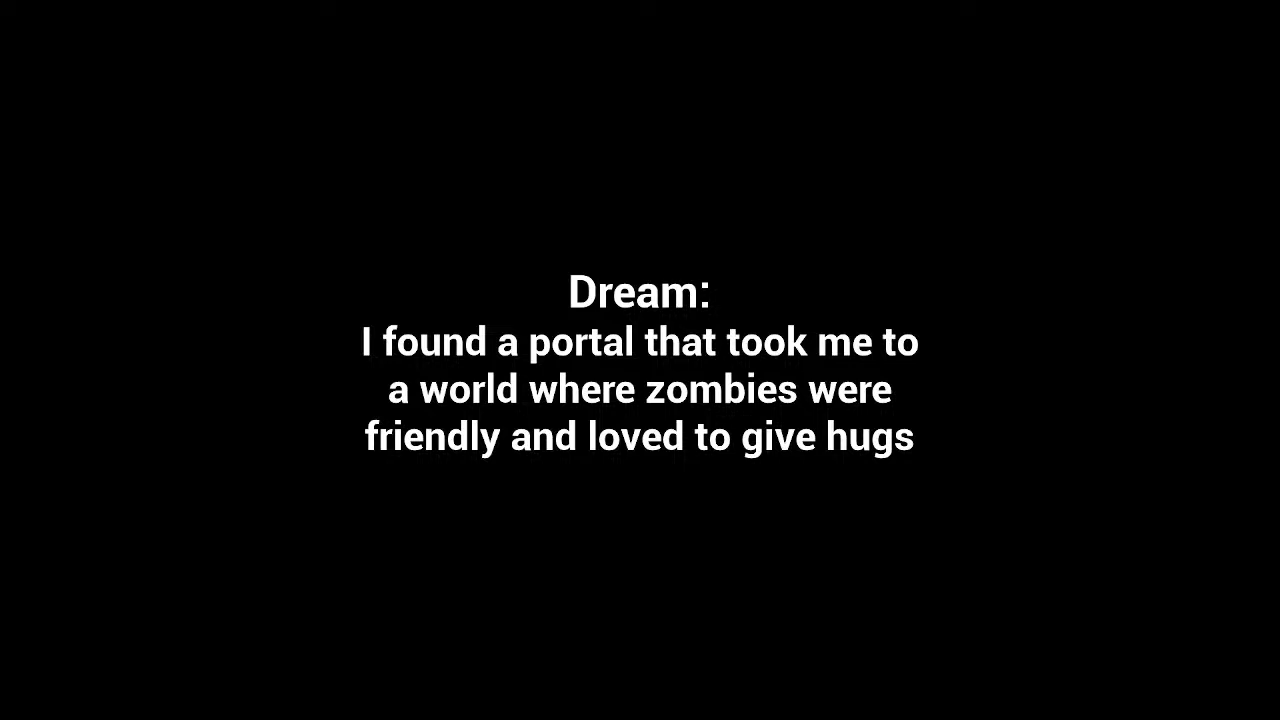 Dream:
I found a portal that took me to
a world where zombies were
friendly and loved to give hugs